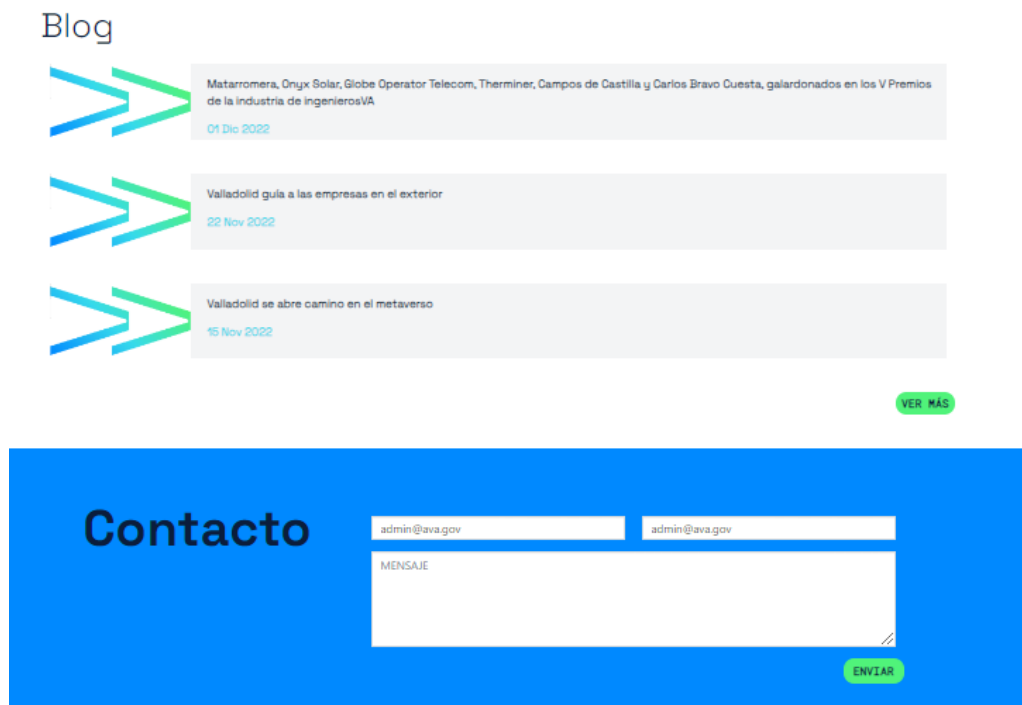 Blog
Matarromera, Onyx Solar, Globe Operator Telecom, Therminer, Campos de Castilla y Carlos Bravo Cuesta, galardonados en los V Premios
de la industria de ingenierosVA
01 Dic 2022
Valladolid guía a las empresas en el exterior
22 Nov 2022
Valladolid se abre camino en el metaverso
15 Nov 2022
VER MÁS
Contacto
admin@ava.gov admin@ava.gov
MENSAJE
ENVIAR